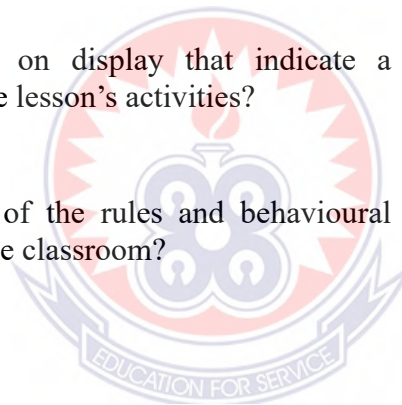 on display that indicate a
e lesson’s activities?
of the rules and behavioural
e classroom?
EDUCATION FOR SERVICE